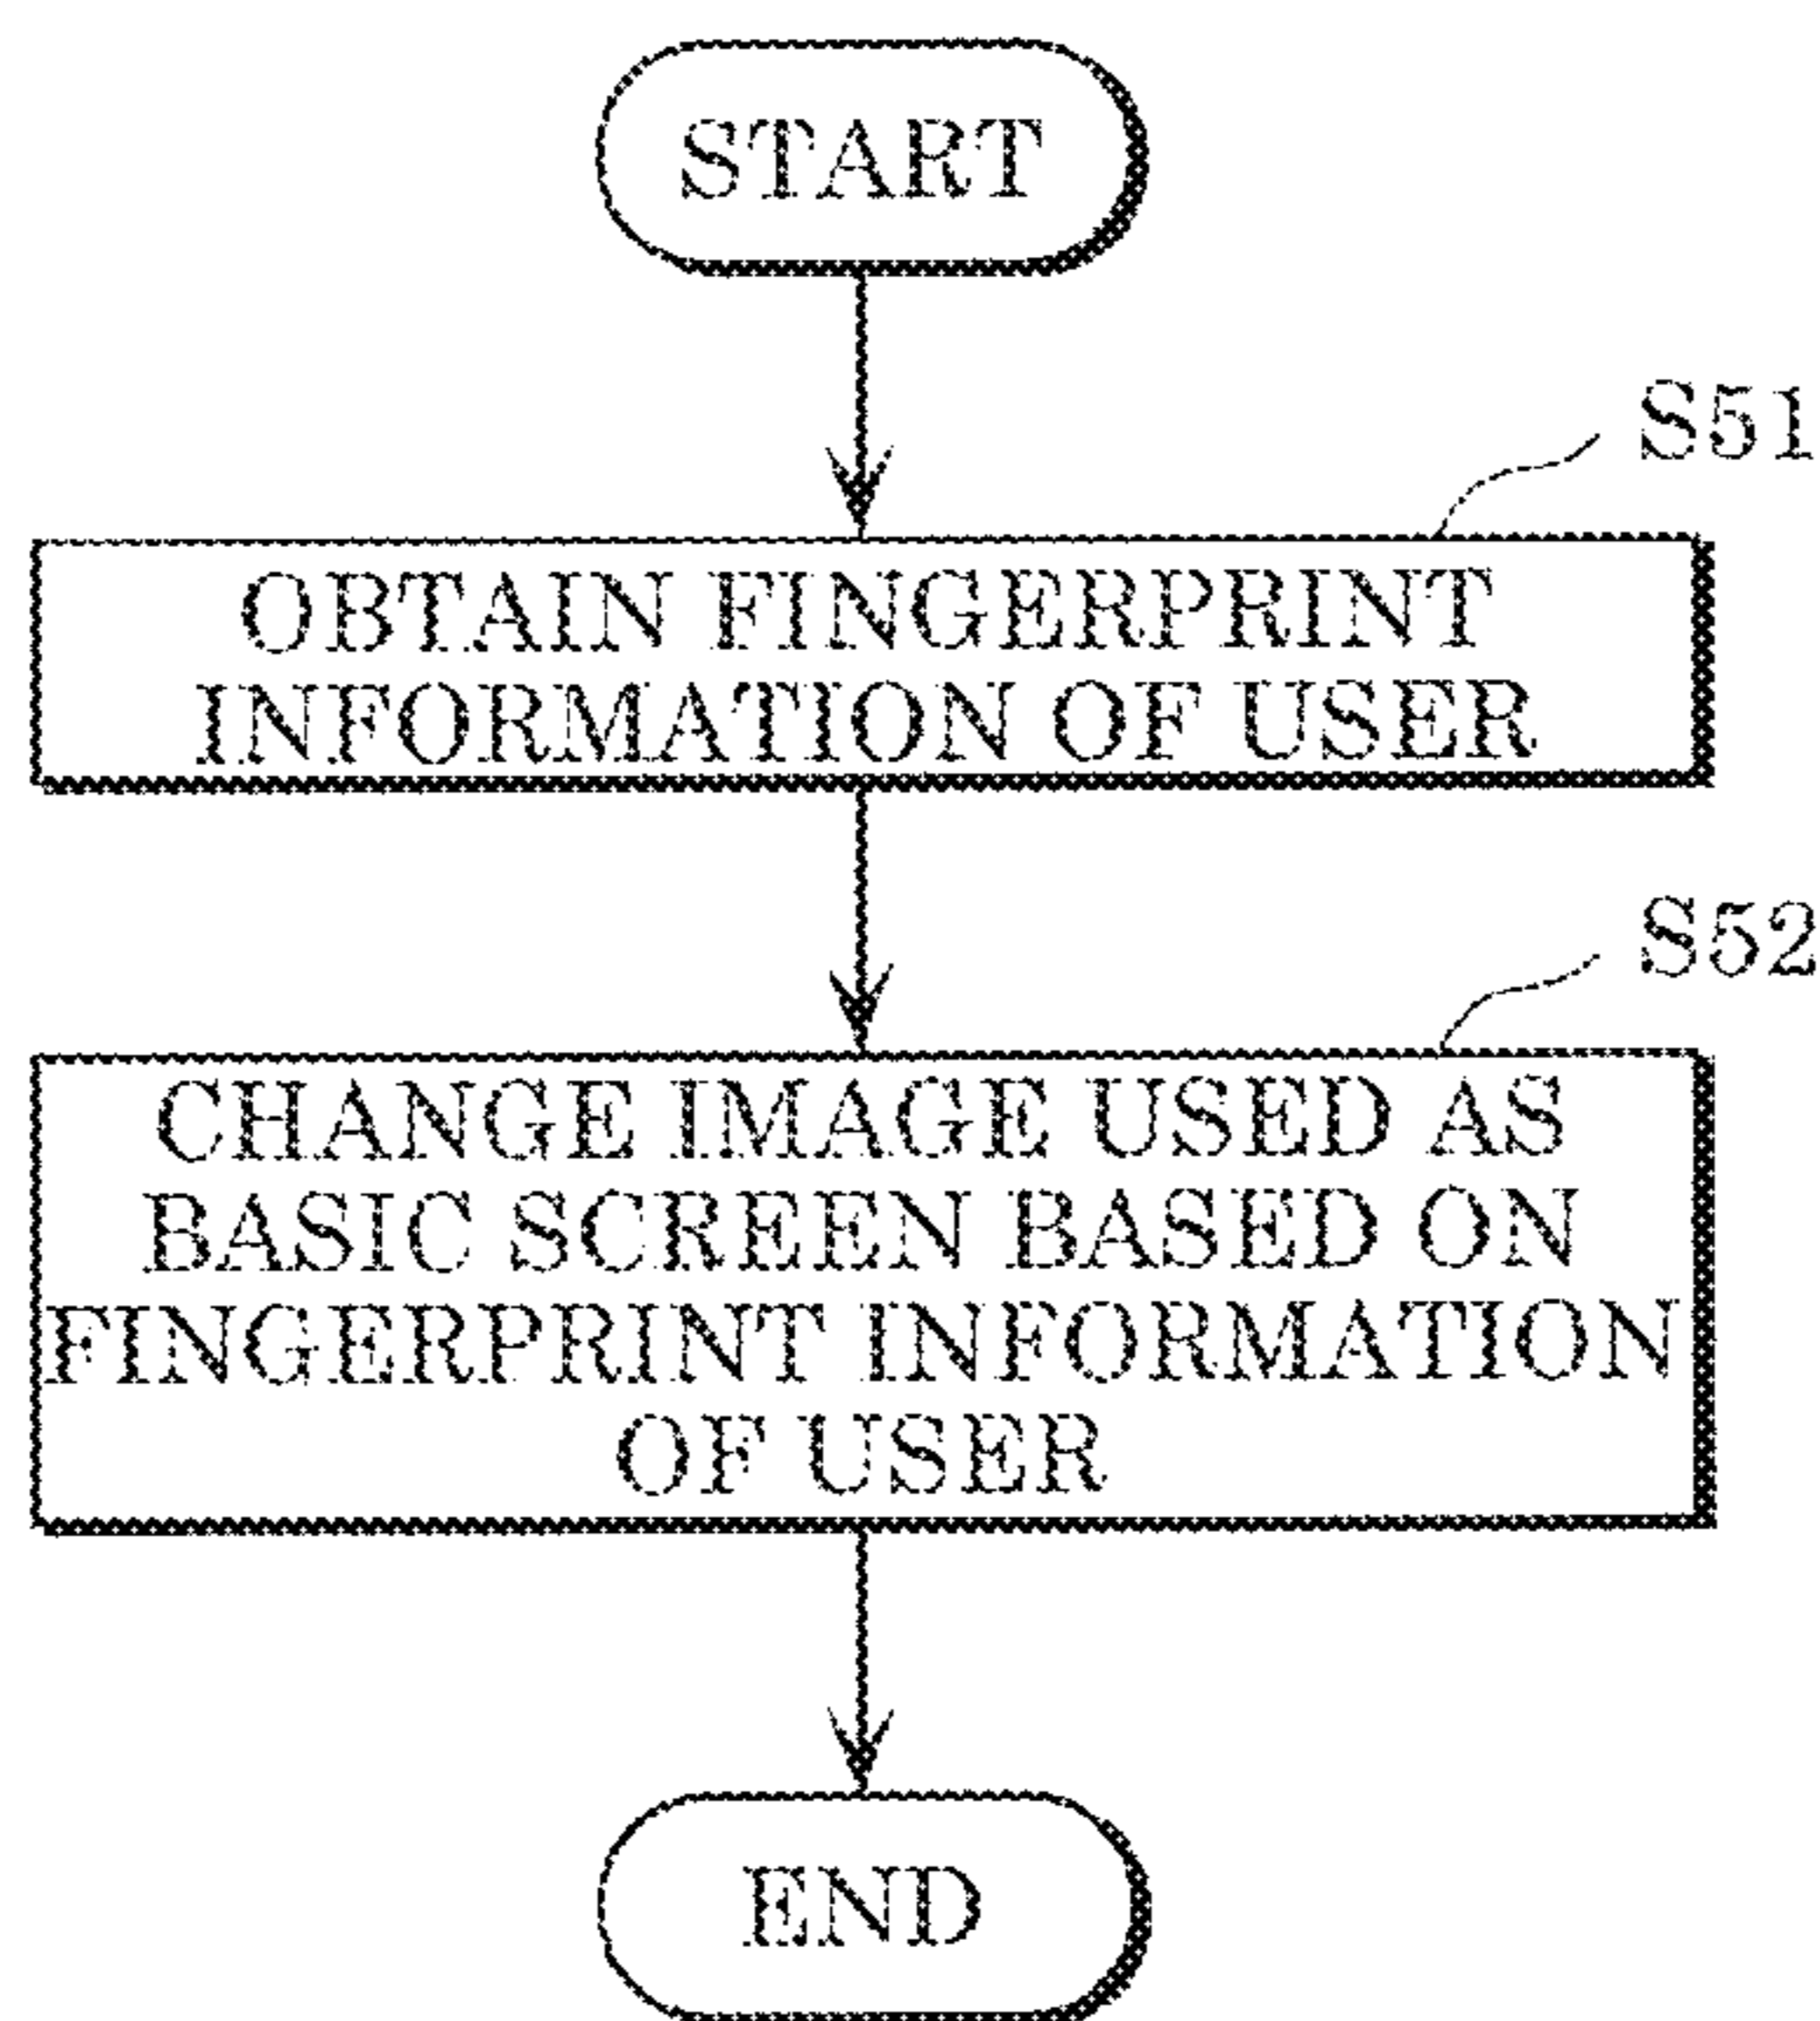 START
S51
OBTAIN FINGERPRINT
INFORMATION OF USER
S52
CHANGE IMAGE USED AS
BASIC SCREEN BASED ON
FINGERPRINT INFORMATION
OF USER
END